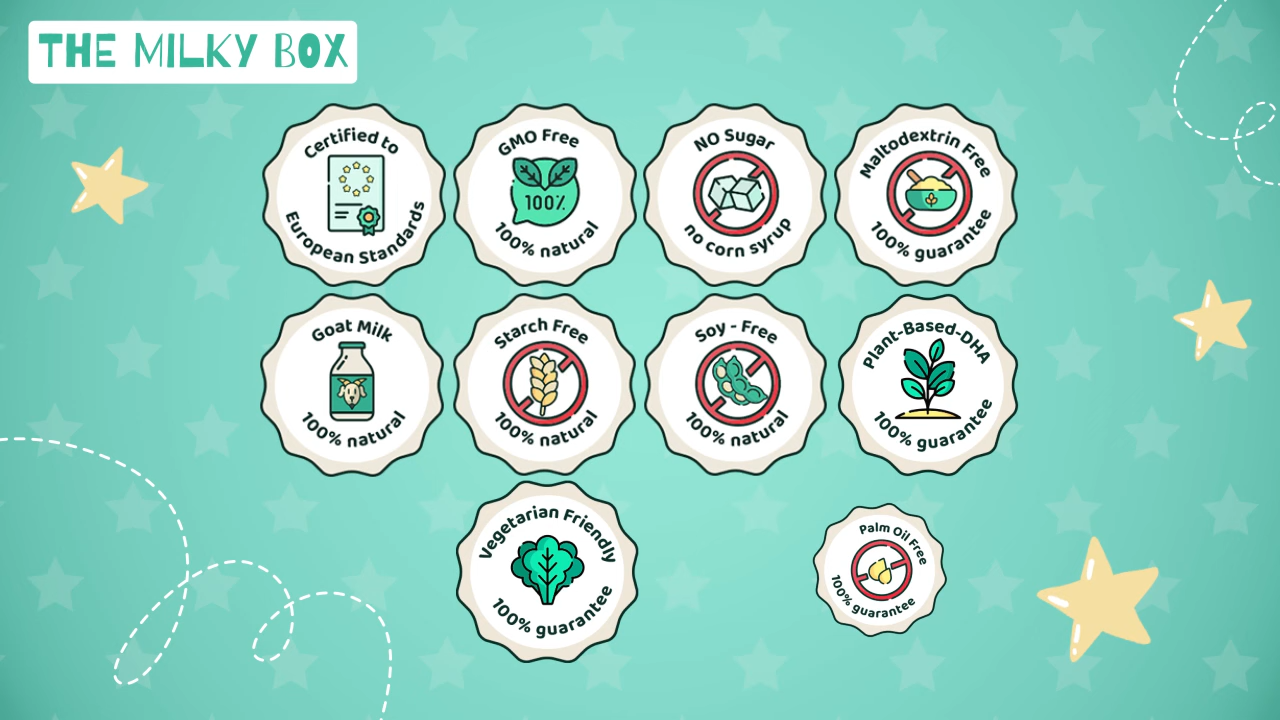 THE MILKY BOX
Certified to
European Standards
GMO Free
100%
100% natural
NO Sugar
no corn syrup
Maltodextrin Free
100% guarantee
Goat Milk
100% natural
Starch Free
100% natural
Soy - Free
100% natural
Plant-Based-DHA
100% guarantee
Vegetarian Friendly
100% guarantee
Palm Oil Free
100% guarantee